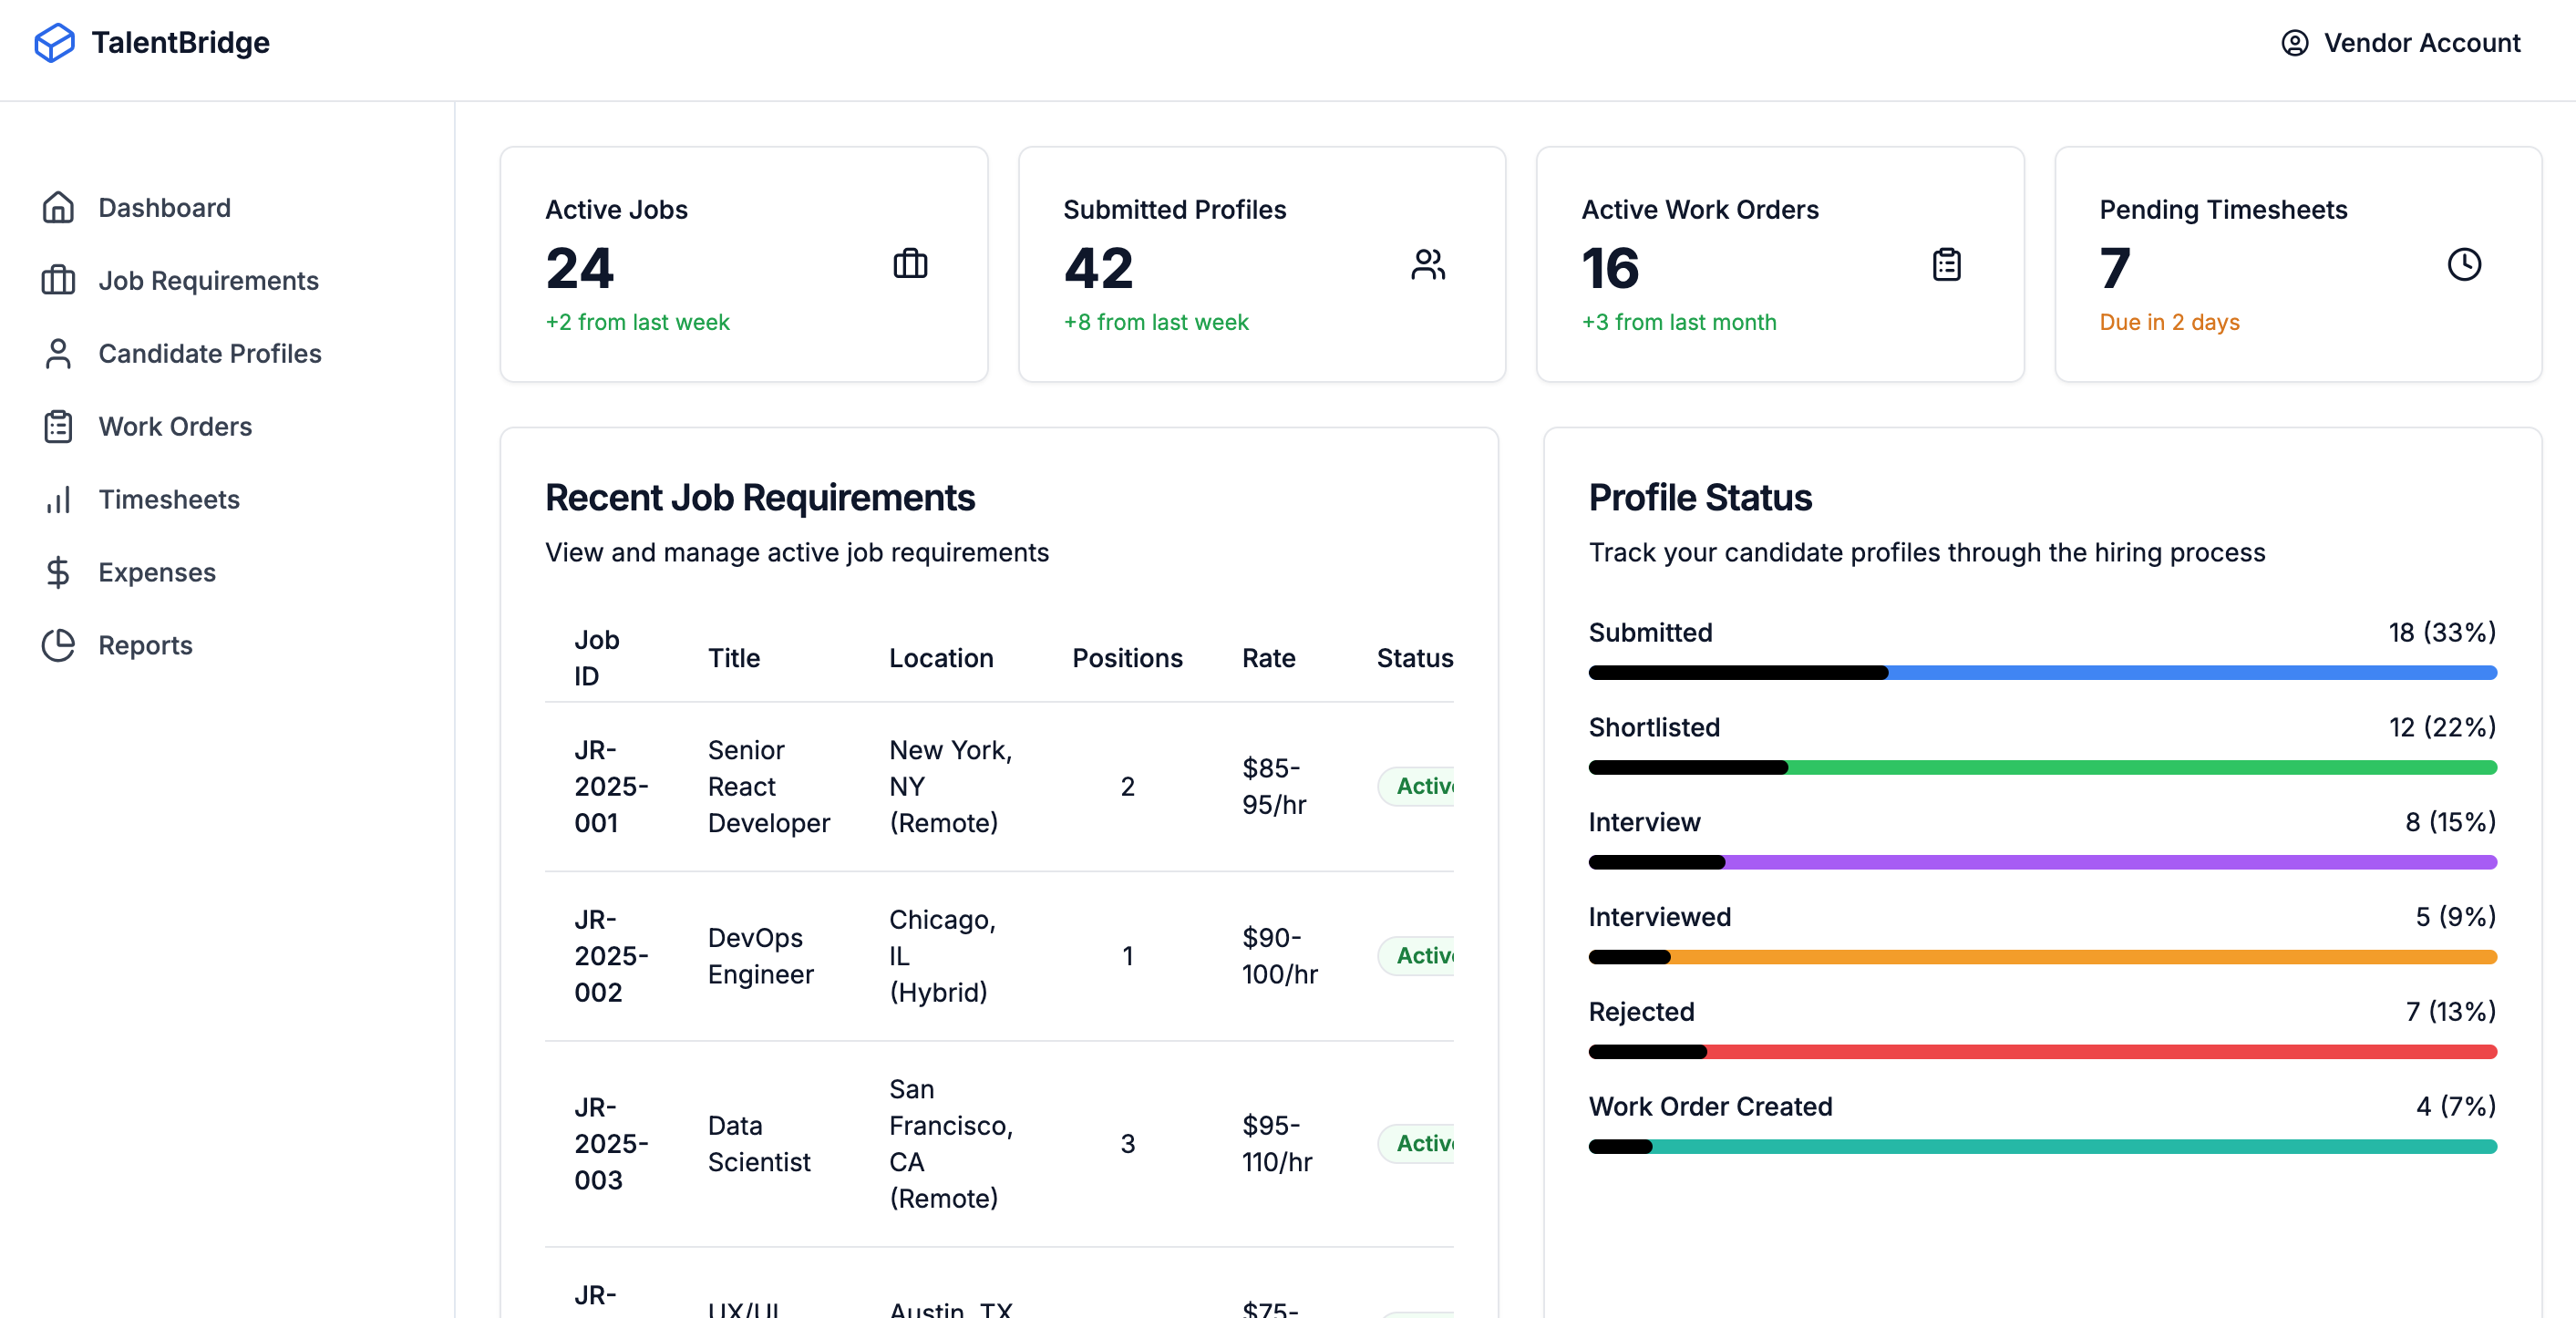 TalentBridge
Vendor Account
Dashboard
Job Requirements
Candidate Profiles
Work Orders
Timesheets
Expenses
Reports
Active Jobs
24
+2 from last week
Submitted Profiles
42
+8 from last week
Active Work Orders
16
+3 from last month
Pending Timesheets
7
Due in 2 days
Recent Job Requirements
View and manage active job requirements
Job
ID
Title
Location
Positions
Rate
Status
JR-
2025-
001
Senior
React
Developer
New York,
NY
(Remote)
2
$85-
95/hr
Active
JR-
2025-
002
DevOps
Engineer
Chicago,
IL
(Hybrid)
1
$90-
100/hr
Active
JR-
2025-
003
Data
Scientist
San
Francisco,
CA
(Remote)
3
$95-
110/hr
Active
JR-
UX/UI
Austin, TX
$75-
Profile Status
Track your candidate profiles through the hiring process
Submitted
18 (33%)
Shortlisted
12 (22%)
Interview
8 (15%)
Interviewed
5 (9%)
Rejected
7 (13%)
Work Order Created
4 (7%)